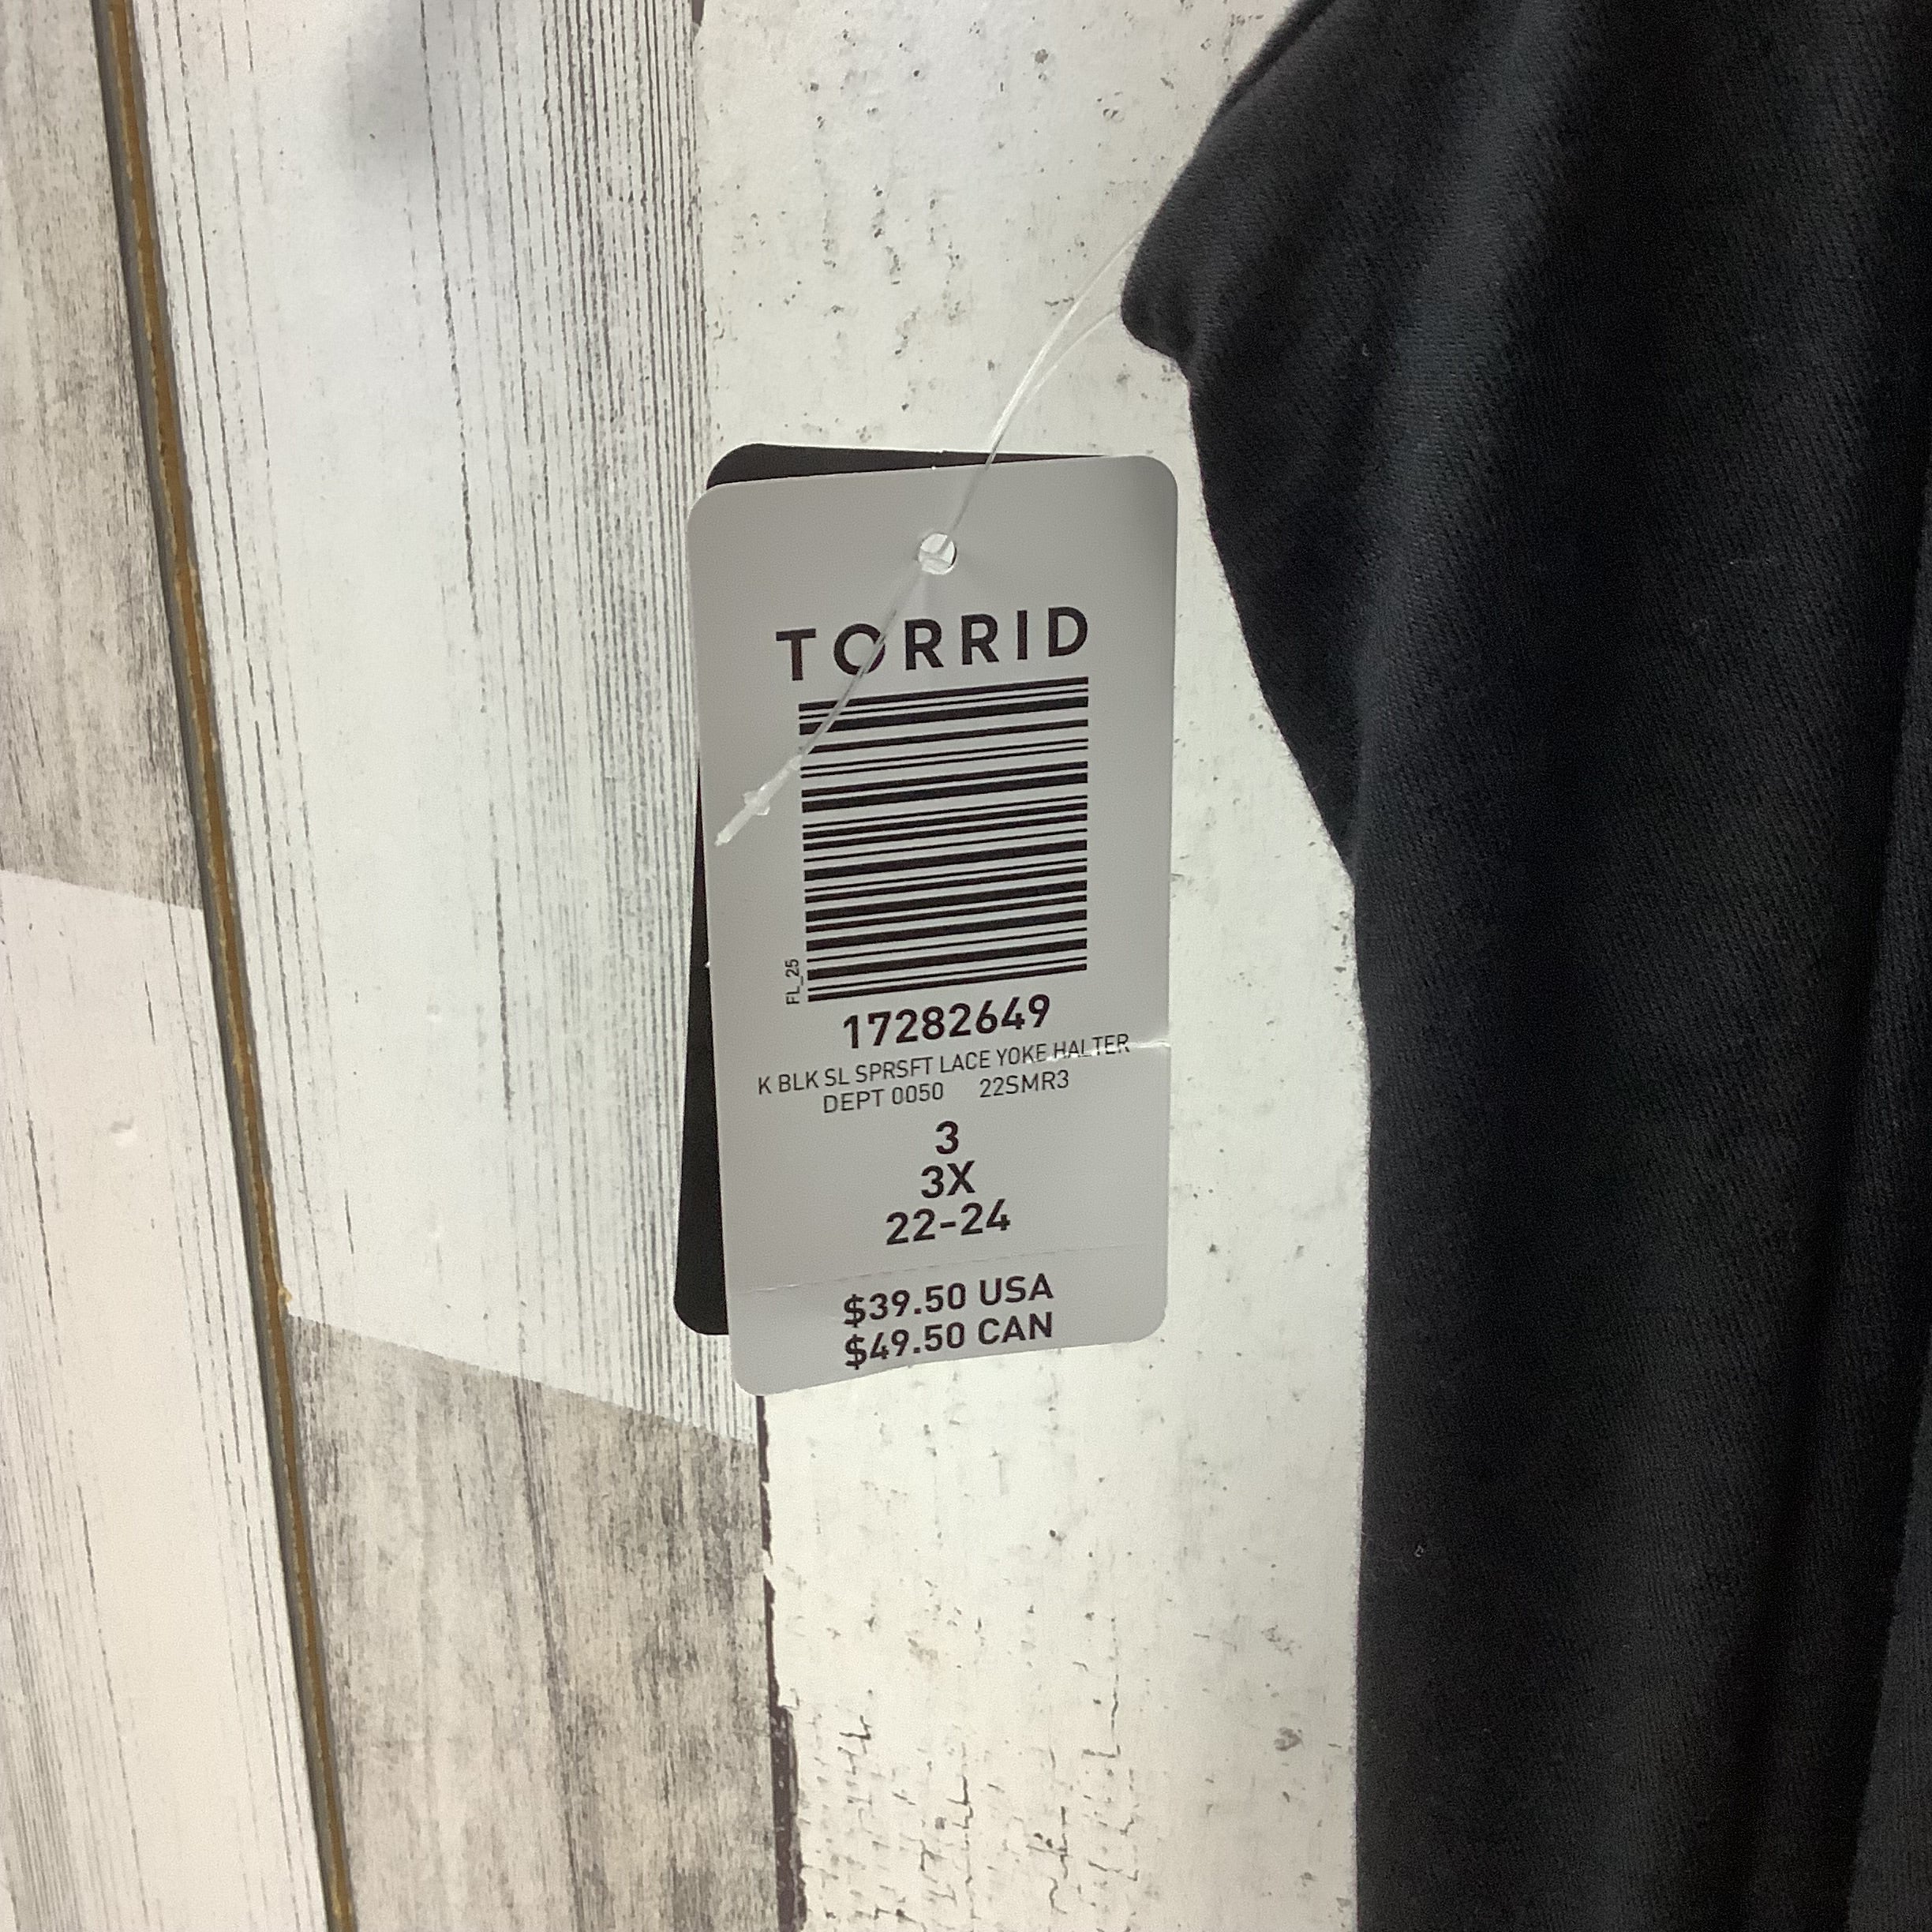 TORRID
FL_25
17282649
K BLK SL SPRSFT LACE YOKE HALTER
DEPT 0050 22SMR3
3
3X
22-24
$39.50 USA
$49.50 CAN